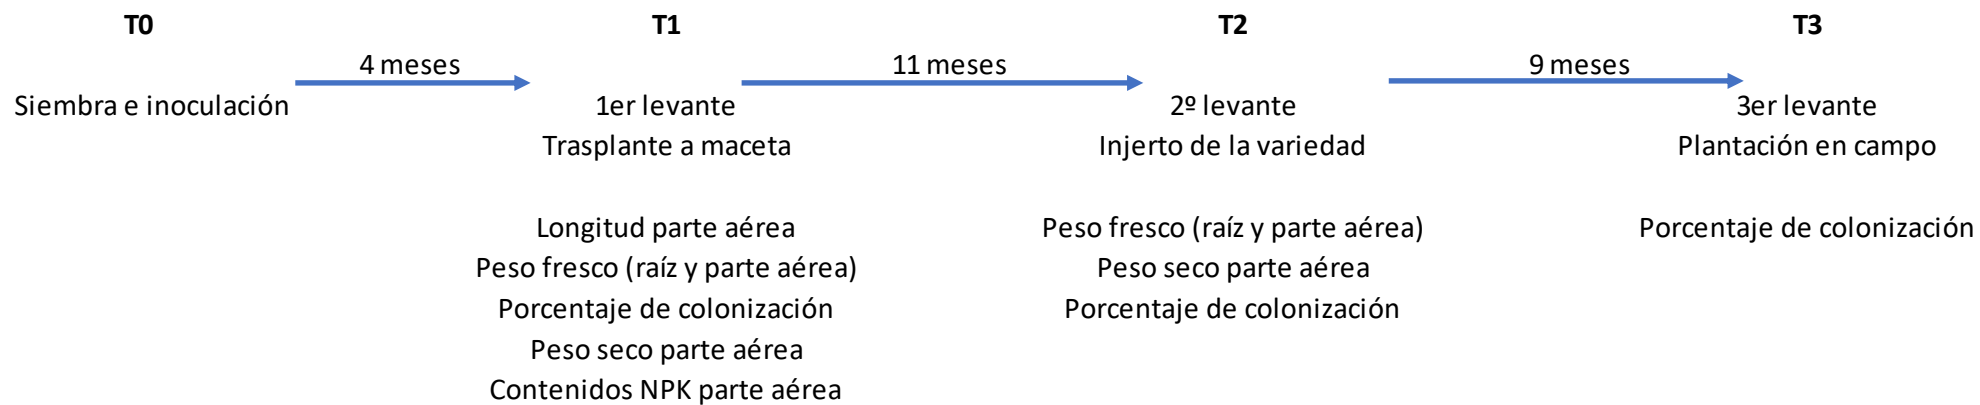 T0
T1
T2
T3
4 meses
11 meses
9 meses
Siembra e inoculación
1er levante
2º levante
3er levante
Trasplante a maceta
Injerto de la variedad
Plantación en campo
Longitud parte aérea
Peso fresco (raíz y parte aérea)
Porcentaje de colonización
Peso fresco (raíz y parte aérea)
Peso seco parte aérea
Porcentaje de colonización
Porcentaje de colonización
Peso seco parte aérea
Contenidos NPK parte aérea